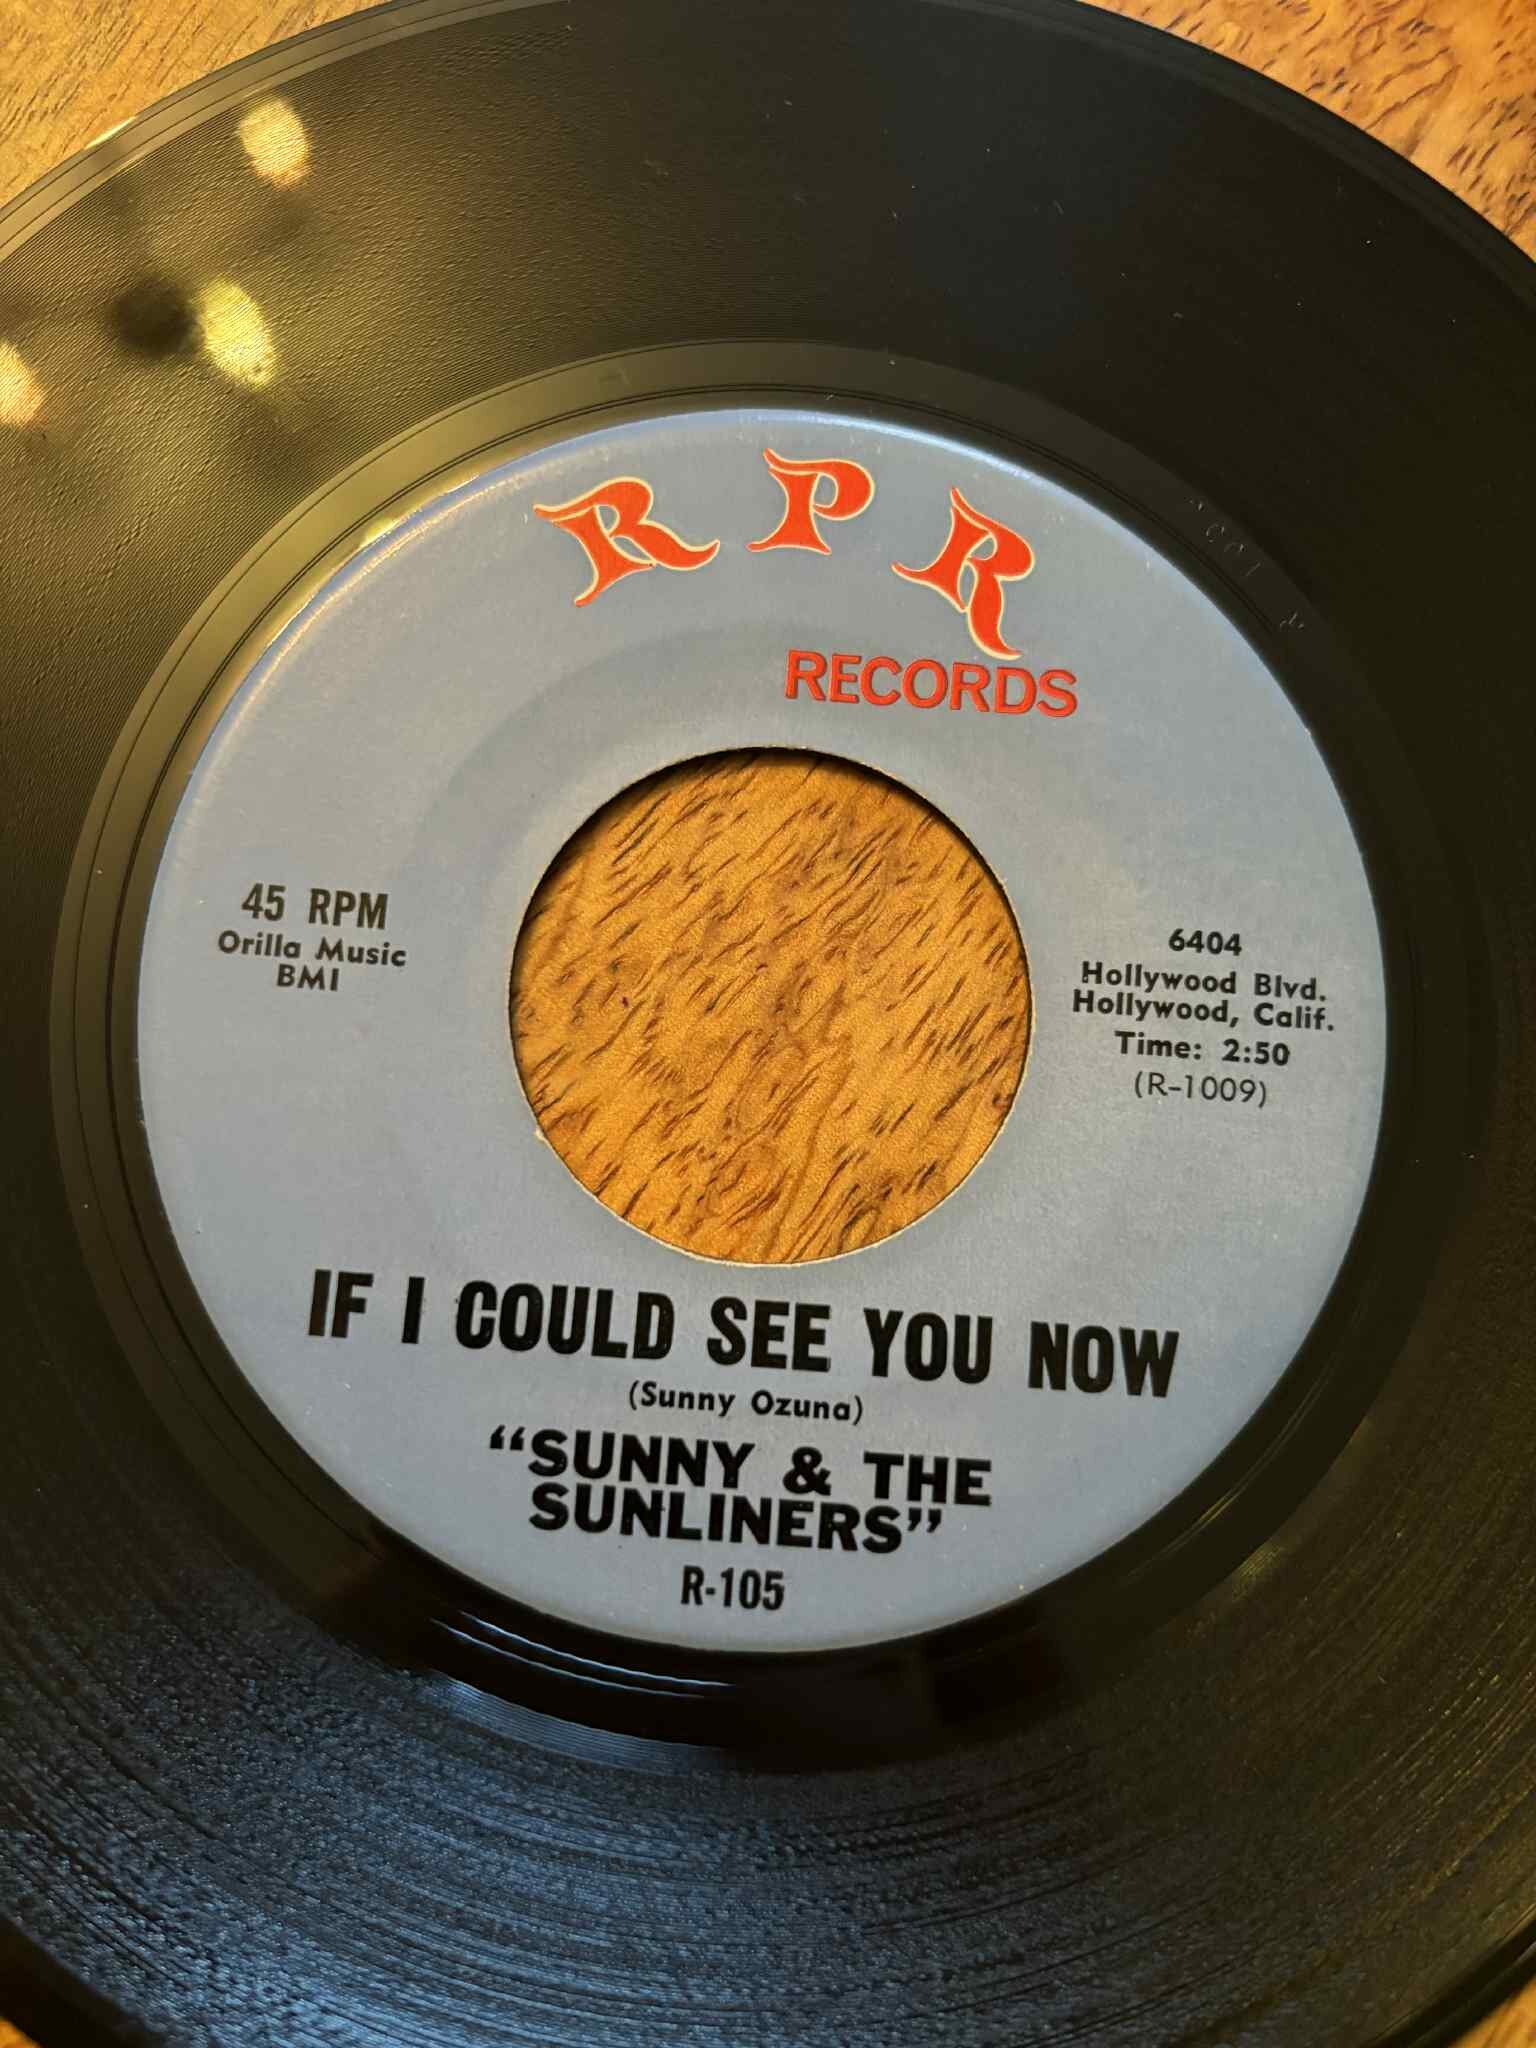 RPR
RECORDS
45 RPM
Orilla Music
BMI
6404
Hollywood Blvd.
Hollywood, Calif.
Time: 2:50
(R-1009)
IF I COULD SEE YOU NOW
(Sunny Ozuna)
"SUNNY & THE
SUNLINERS"
R-105